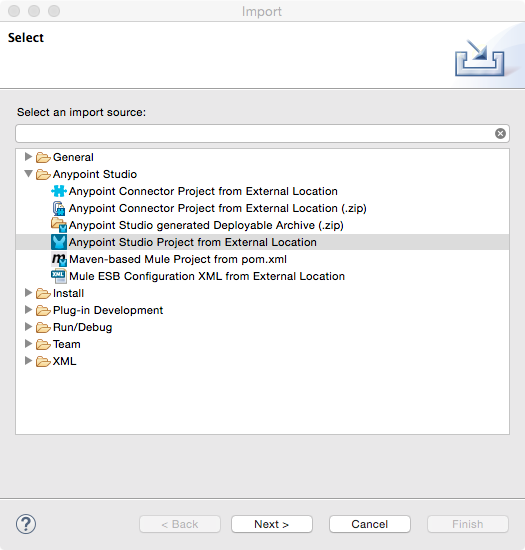 Import
Select
Select an import source:
General
Anypoint Studio
Anypoint Connector Project from External Location
Anypoint Connector Project from External Location (.zip)
Anypoint Studio generated Deployable Archive (.zip)
Anypoint Studio Project from External Location
Maven-based Mule Project from pom.xml
Mule ESB Configuration XML from External Location
Install
Plug-in Development
Run/Debug
Team
XML
? < Back Next > Cancel Finish